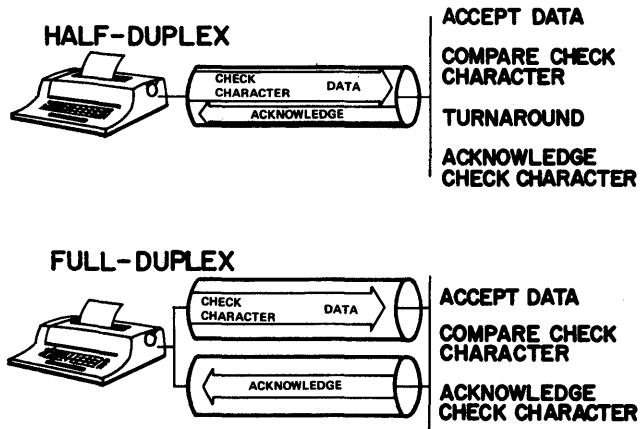 HALF-DUPLEX
CHECK
CHARACTER DATA
ACKNOWLEDGE
ACCEPT DATA
COMPARE CHECK
CHARACTER
TURNAROUND
ACKNOWLEDGE
CHECK CHARACTER
FULL-DUPLEX
CHECK
CHARACTER DATA
ACKNOWLEDGE
ACCEPT DATA
COMPARE CHECK
CHARACTER
ACKNOWLEDGE
CHECK CHARACTER